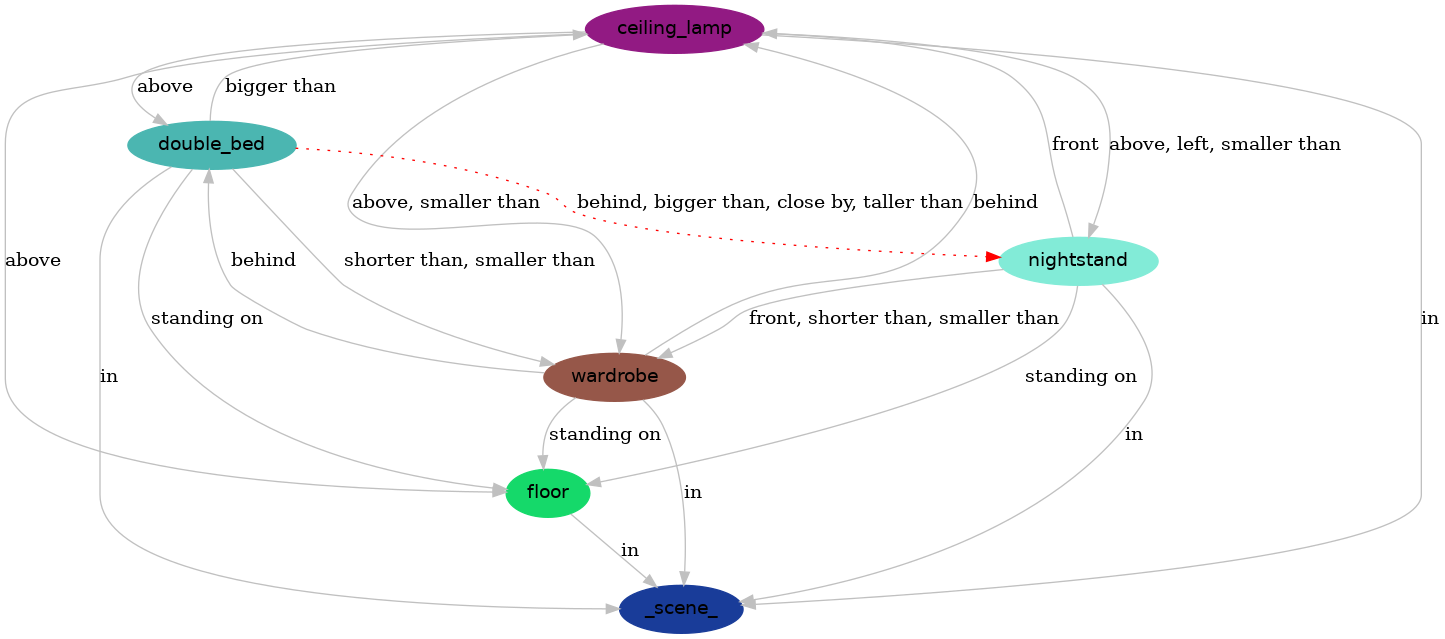 ceiling_lamp
above
bigger than
double_bed
front
above, left, smaller than
above, smaller than
behind, bigger than, close by, taller than
behind
above
behind
shorter than, smaller than
nightstand
standing on
front, shorter than, smaller than
in
in
wardrobe
standing on
standing on
in
in
floor
in
_scene_